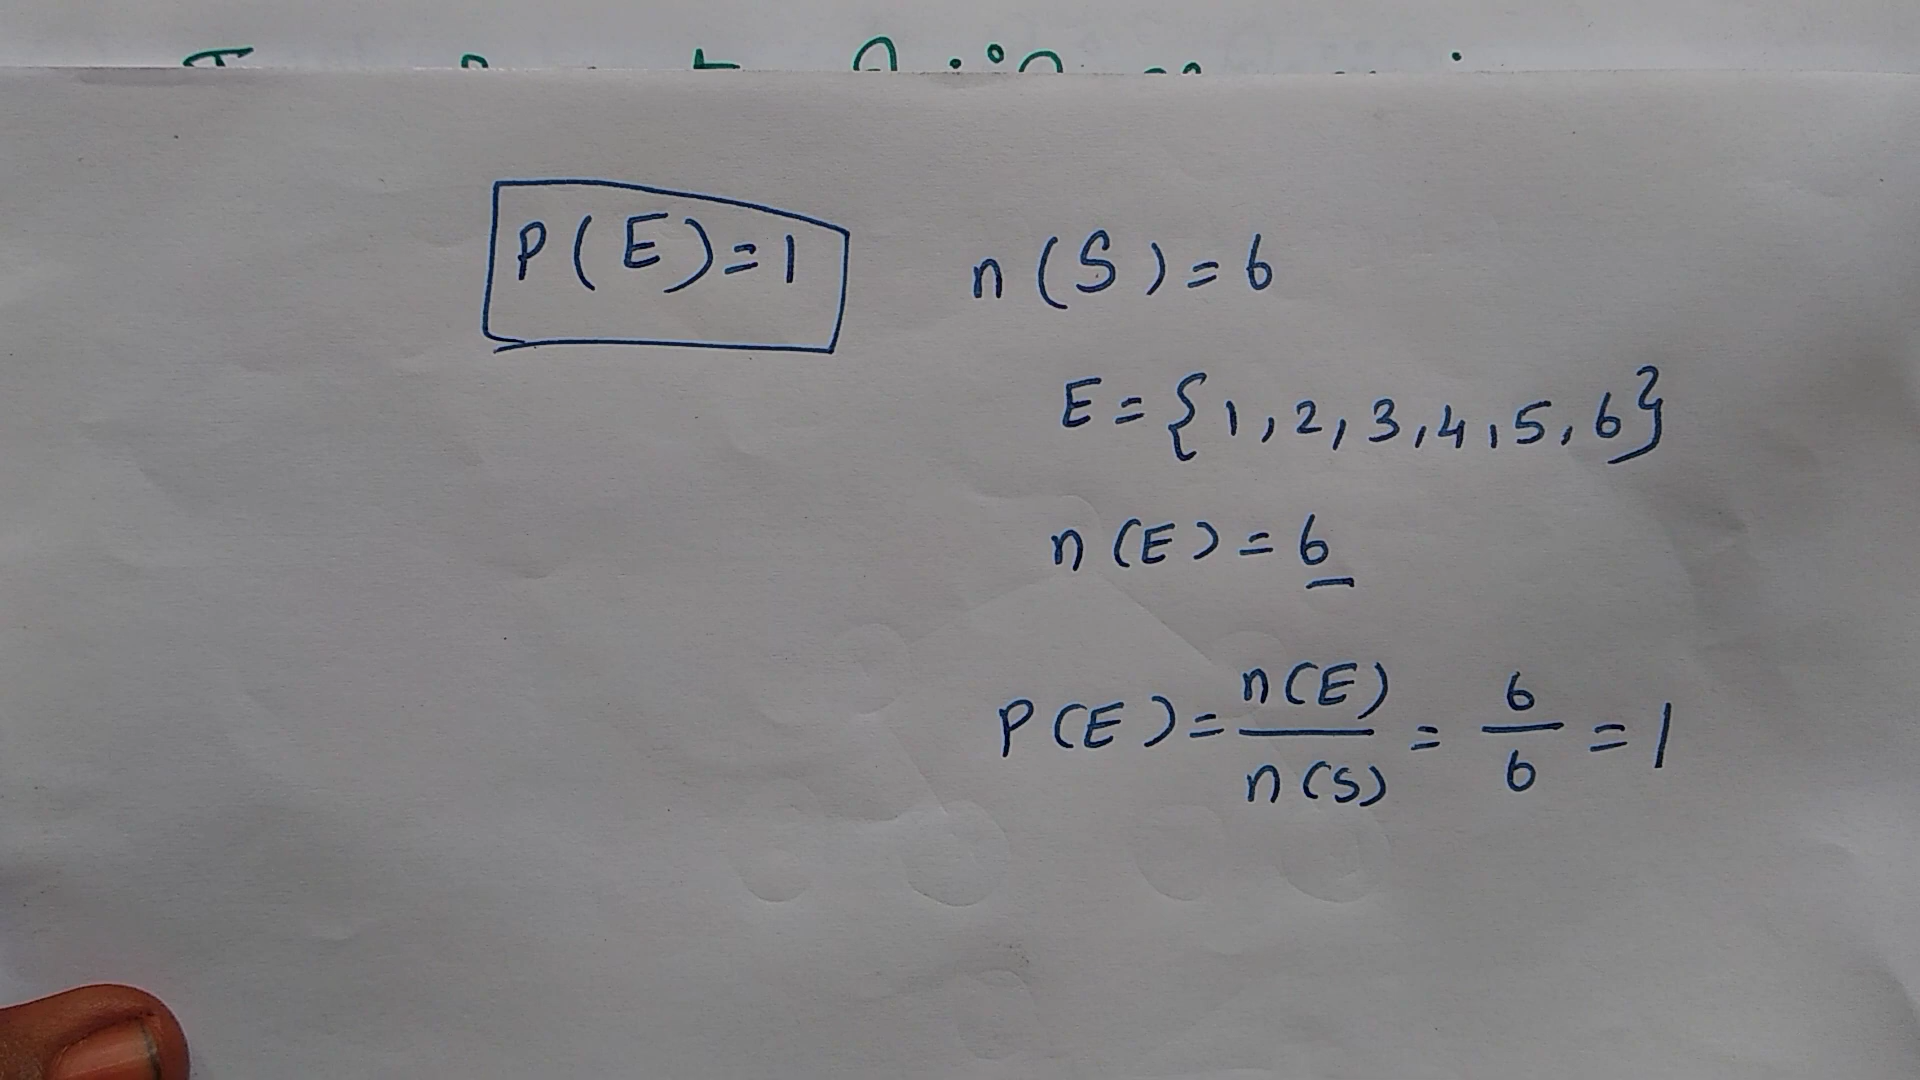 P(E)=1
n(S)=6
E={1,2,3,4,5,6}
n(E)=6
P(E)=n(E)/n(S)=6/6=1